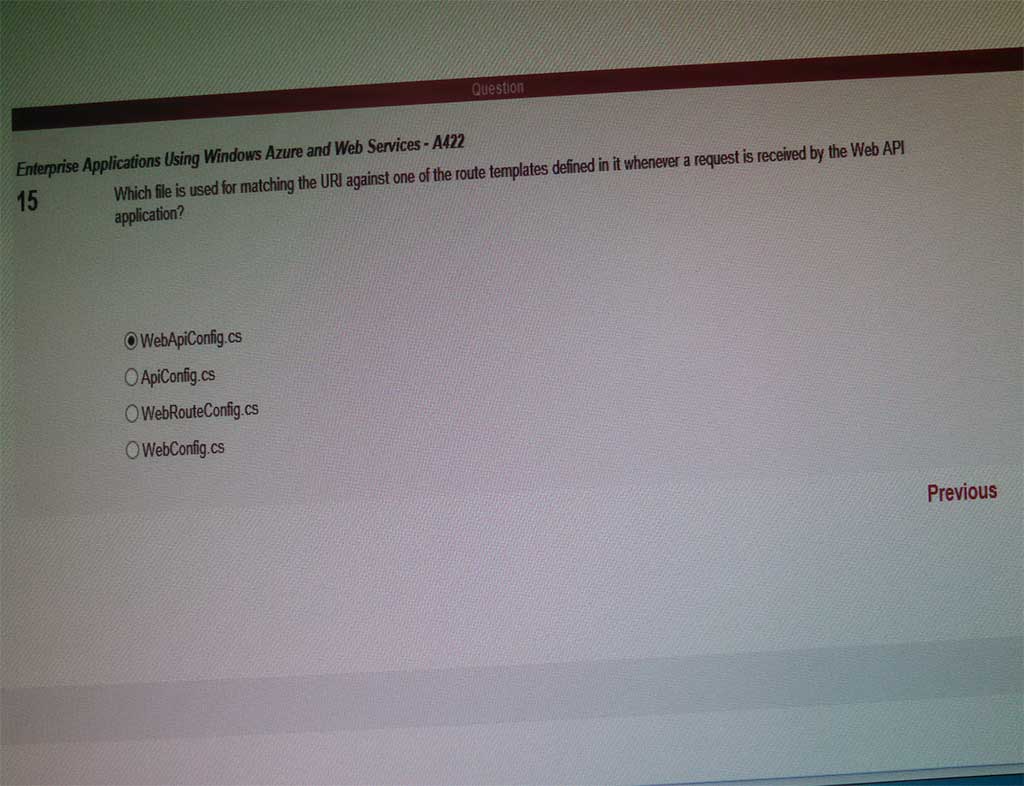 Question
Enterprise Applications Using Windows Azure and Web Services - A422
15
Which file is used for matching the URI against one of the route templates defined in it whenever a request is received by the Web API
application?
WebApiConfig.cs
ApiConfig.cs
WebRouteConfig.cs
WebConfig.cs
Previous